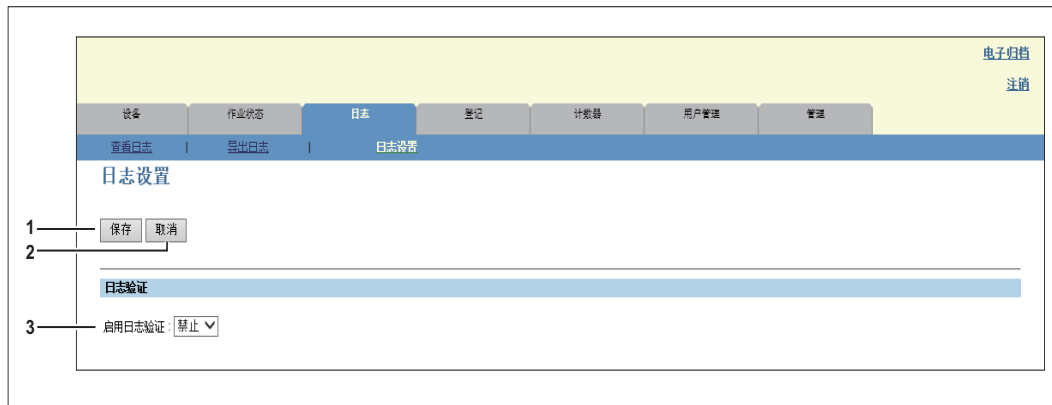 电子归档
注销
设备 作业状态 日志 登记 计数器 用户管理 管理
查看日志 | 导出日志 | 日志设置
日志设置
1 保存 取消
2
日志验证
3 启用日志验证 : 禁止